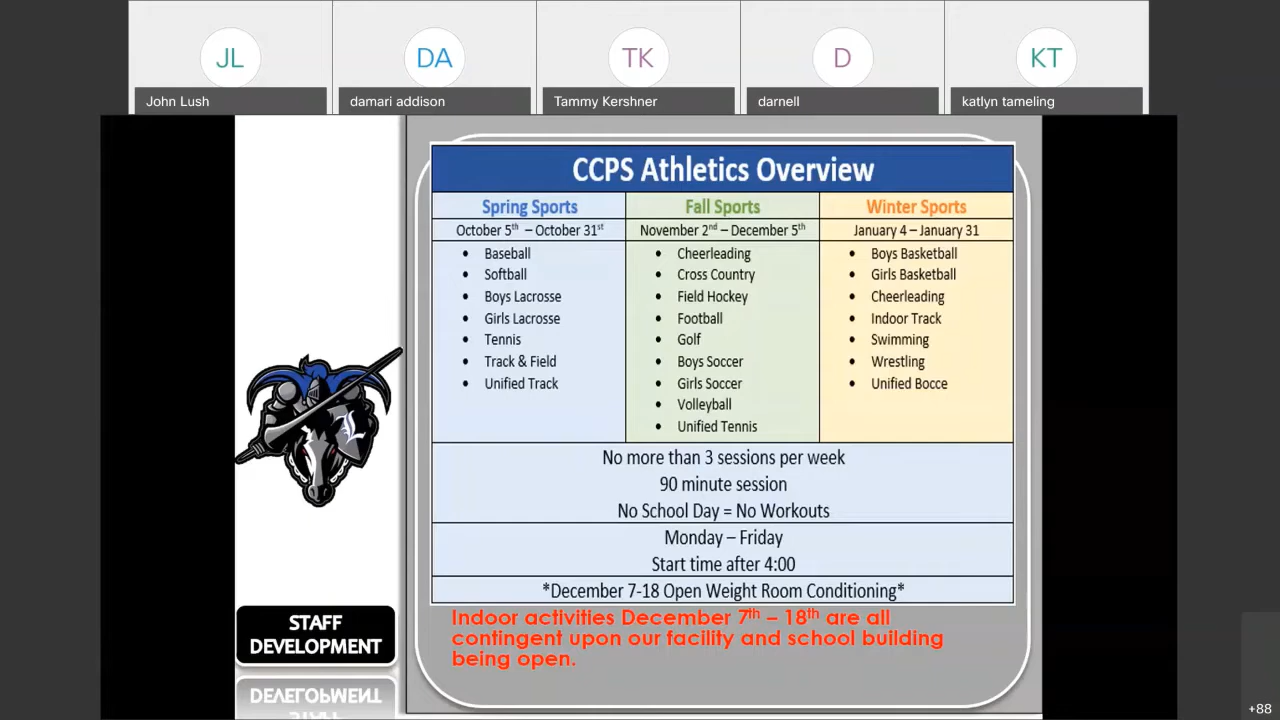 JL
DA
TK
D
KT
John Lush
damari addison
Tammy Kershner
darnell
katlyn tameling
CCPS Athletics Overview
Spring Sports
Fall Sports
Winter Sports
October 5th – October 31st
November 2nd – December 5th
January 4 – January 31
• Baseball
• Softball
• Boys Lacrosse
• Girls Lacrosse
• Tennis
• Track & Field
• Unified Track
• Cheerleading
• Cross Country
• Field Hockey
• Football
• Golf
• Boys Soccer
• Girls Soccer
• Volleyball
• Unified Tennis
• Boys Basketball
• Girls Basketball
• Cheerleading
• Indoor Track
• Swimming
• Wrestling
• Unified Bocce
No more than 3 sessions per week
90 minute session
No School Day = No Workouts
Monday – Friday
Start time after 4:00
*December 7-18 Open Weight Room Conditioning*
Indoor activities December 7th – 18th are all
contingent upon our facility and school building
being open.
L
STAFF
DEVELOPMENT
+88